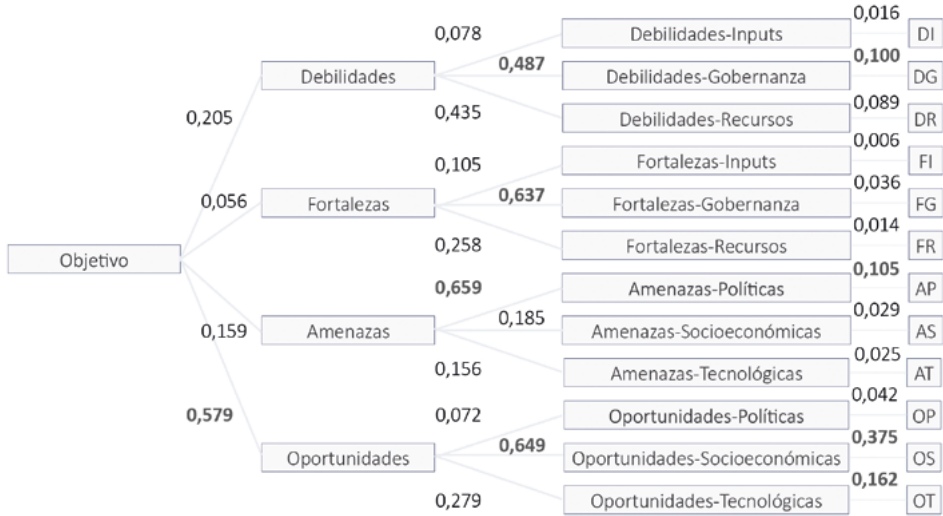 0,016
0,078
Debilidades-Inputs
DI
0,487
0,100
Debilidades
Debilidades-Gobernanza
DG
0,089
0,205
0,435
Debilidades-Recursos
DR
0,006
0,105
Fortalezas-Inputs
FI
0,056
0,637
0,036
Fortalezas
Fortalezas-Gobernanza
FG
0,014
0,258
Fortalezas-Recursos
FR
Objetivo
0,105
0,659
Amenazas-Políticas
AP
0,185
0,029
0,159
Amenazas
Amenazas-Socioeconómicas
AS
0,025
0,156
Amenazas-Tecnológicas
AT
0,042
0,579
0,072
Oportunidades-Políticas
OP
0,649
0,375
Oportunidades
Oportunidades-Socioeconómicas
OS
0,162
0,279
Oportunidades-Tecnológicas
OT